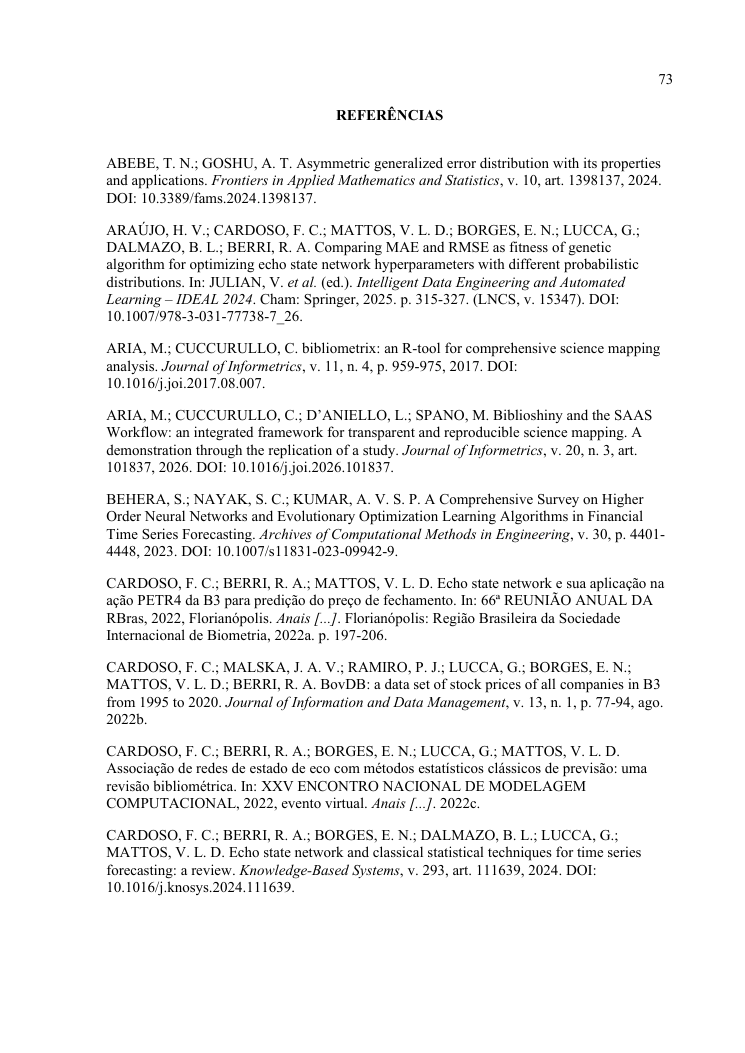 73
REFERÊNCIAS
ABEBE, T. N.; GOSHU, A. T. Asymmetric generalized error distribution with its properties
and applications. Frontiers in Applied Mathematics and Statistics, v. 10, art. 1398137, 2024.
DOI: 10.3389/fams.2024.1398137.
ARAÚJO, H. V.; CARDOSO, F. C.; MATTOS, V. L. D.; BORGES, E. N.; LUCCA, G.;
DALMAZO, B. L.; BERRI, R. A. Comparing MAE and RMSE as fitness of genetic
algorithm for optimizing echo state network hyperparameters with different probabilistic
distributions. In: JULIAN, V. et al. (ed.). Intelligent Data Engineering and Automated
Learning – IDEAL 2024. Cham: Springer, 2025. p. 315-327. (LNCS, v. 15347). DOI:
10.1007/978-3-031-77738-7_26.
ARIA, M.; CUCCURULLO, C. bibliometrix: an R-tool for comprehensive science mapping
analysis. Journal of Informetrics, v. 11, n. 4, p. 959-975, 2017. DOI:
10.1016/j.joi.2017.08.007.
ARIA, M.; CUCCURULLO, C.; D’ANIELLO, L.; SPANO, M. Biblioshiny and the SAAS
Workflow: an integrated framework for transparent and reproducible science mapping. A
demonstration through the replication of a study. Journal of Informetrics, v. 20, n. 3, art.
101837, 2026. DOI: 10.1016/j.joi.2026.101837.
BEHERA, S.; NAYAK, S. C.; KUMAR, A. V. S. P. A Comprehensive Survey on Higher
Order Neural Networks and Evolutionary Optimization Learning Algorithms in Financial
Time Series Forecasting. Archives of Computational Methods in Engineering, v. 30, p. 4401-
4448, 2023. DOI: 10.1007/s11831-023-09942-9.
CARDOSO, F. C.; BERRI, R. A.; MATTOS, V. L. D. Echo state network e sua aplicação na
ação PETR4 da B3 para predição do preço de fechamento. In: 66ª REUNIÃO ANUAL DA
RBras, 2022, Florianópolis. Anais [...]. Florianópolis: Região Brasileira da Sociedade
Internacional de Biometria, 2022a. p. 197-206.
CARDOSO, F. C.; MALSKA, J. A. V.; RAMIRO, P. J.; LUCCA, G.; BORGES, E. N.;
MATTOS, V. L. D.; BERRI, R. A. BovDB: a data set of stock prices of all companies in B3
from 1995 to 2020. Journal of Information and Data Management, v. 13, n. 1, p. 77-94, ago.
2022b.
CARDOSO, F. C.; BERRI, R. A.; BORGES, E. N.; LUCCA, G.; MATTOS, V. L. D.
Associação de redes de estado de eco com métodos estatísticos clássicos de previsão: uma
revisão bibliométrica. In: XXV ENCONTRO NACIONAL DE MODELAGEM
COMPUTACIONAL, 2022, evento virtual. Anais [...]. 2022c.
CARDOSO, F. C.; BERRI, R. A.; BORGES, E. N.; DALMAZO, B. L.; LUCCA, G.;
MATTOS, V. L. D. Echo state network and classical statistical techniques for time series
forecasting: a review. Knowledge-Based Systems, v. 293, art. 111639, 2024. DOI:
10.1016/j.knosys.2024.111639.